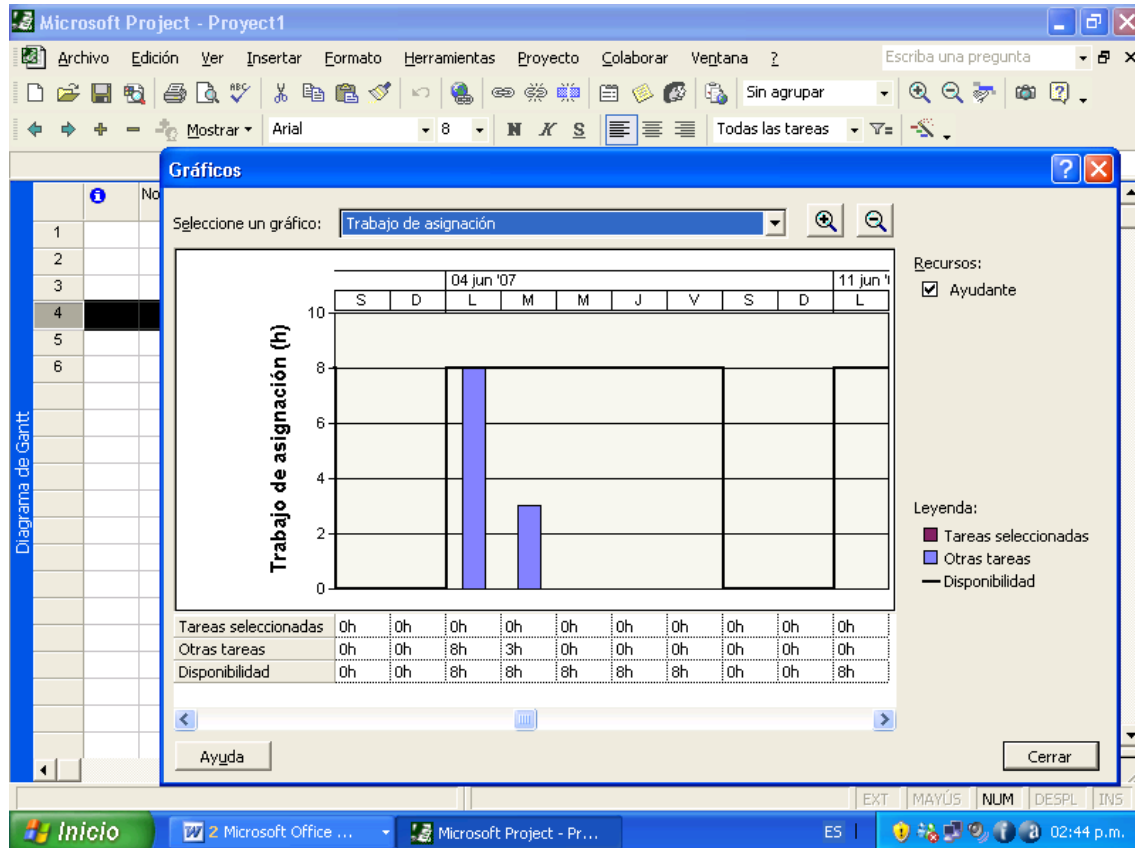 Microsoft Project - Proyect1
Archivo Edición Ver Insertar Formato Herramientas Proyecto Colaborar Ventana ? Escriba una pregunta
ABC Sin agrupar
Mostrar Arial 8 N K S Todas las tareas
Gráficos
No
Seleccione un gráfico: Trabajo de asignación
1
2
3
4
5
6
Diagrama de Gantt
Recursos:
Ayudante
04 jun '07 11 jun '
S D L M M J V S D L
Trabajo de asignación (h)
10
8
6
4
2
0
Leyenda:
Tareas seleccionadas
Otras tareas
Disponibilidad
Tareas seleccionadas 0h 0h 0h 0h 0h 0h 0h 0h 0h 0h
Otras tareas 0h 0h 8h 3h 0h 0h 0h 0h 0h 0h
Disponibilidad 0h 0h 8h 8h 8h 8h 8h 0h 0h 8h
Ayuda Cerrar
EXT MAYÚS NUM DESPL INS
Inicio 2 Microsoft Office ... Microsoft Project - Pr... ES 02:44 p.m.